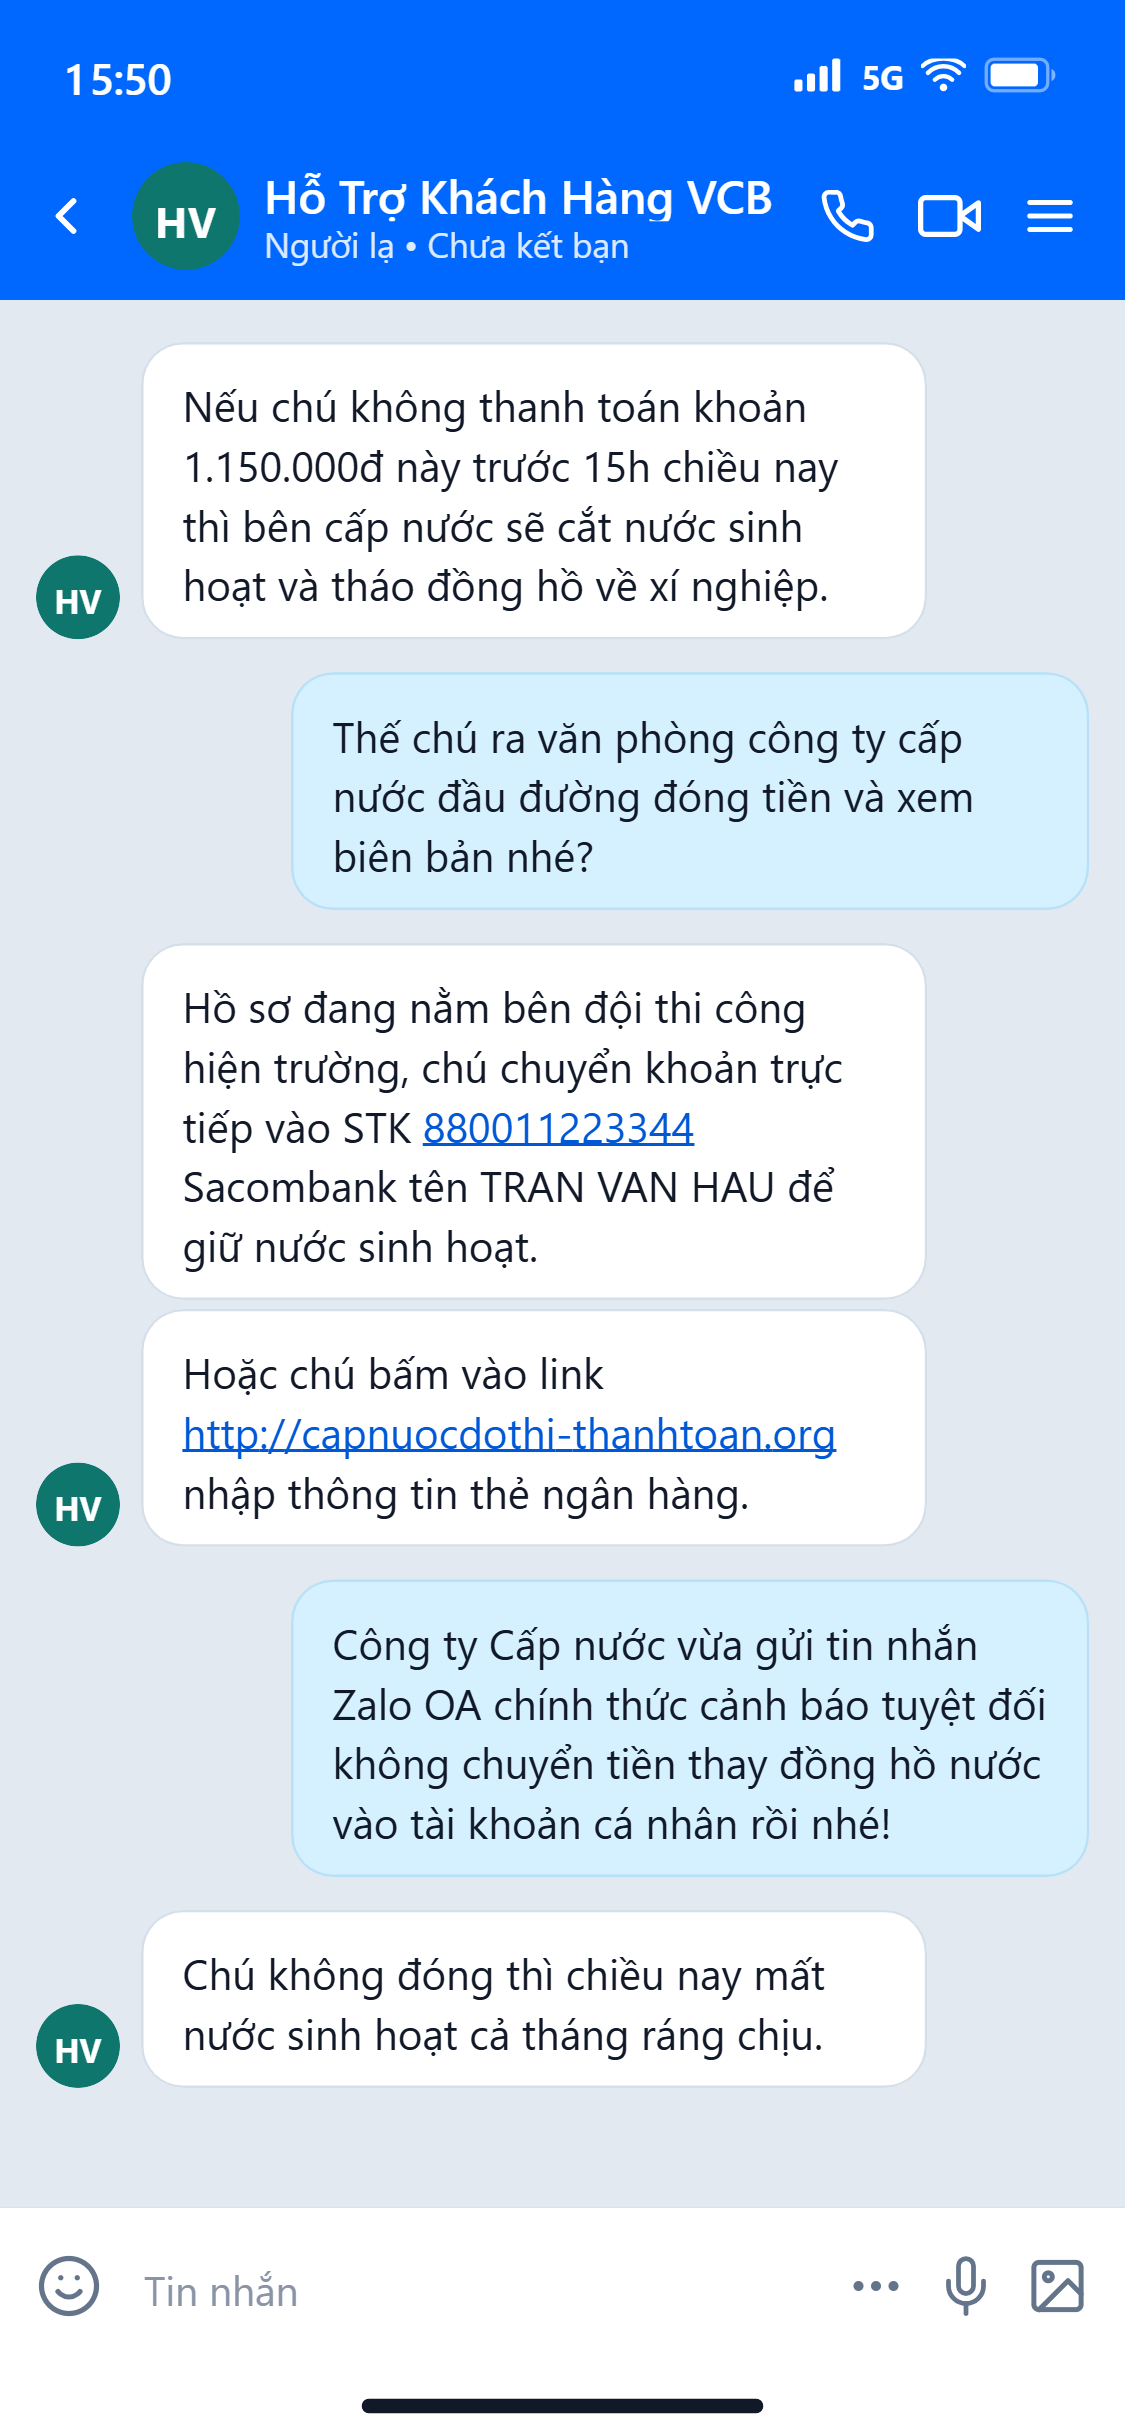 15:50
5G
HV
Hỗ Trợ Khách Hàng VCB
Người lạ • Chưa kết bạn
Nếu chú không thanh toán khoản
1.150.000đ này trước 15h chiều nay
thì bên cấp nước sẽ cắt nước sinh
hoạt và tháo đồng hồ về xí nghiệp.
HV
Thế chú ra văn phòng công ty cấp
nước đầu đường đóng tiền và xem
biên bản nhé?
Hồ sơ đang nằm bên đội thi công
hiện trường, chú chuyển khoản trực
tiếp vào STK 880011223344
Sacombank tên TRAN VAN HAU để
giữ nước sinh hoạt.
Hoặc chú bấm vào link
http://capnuocdothi-thanhtoan.org
nhập thông tin thẻ ngân hàng.
HV
Công ty Cấp nước vừa gửi tin nhắn
Zalo OA chính thức cảnh báo tuyệt đối
không chuyển tiền thay đồng hồ nước
vào tài khoản cá nhân rồi nhé!
Chú không đóng thì chiều nay mất
nước sinh hoạt cả tháng ráng chịu.
HV
Tin nhắn